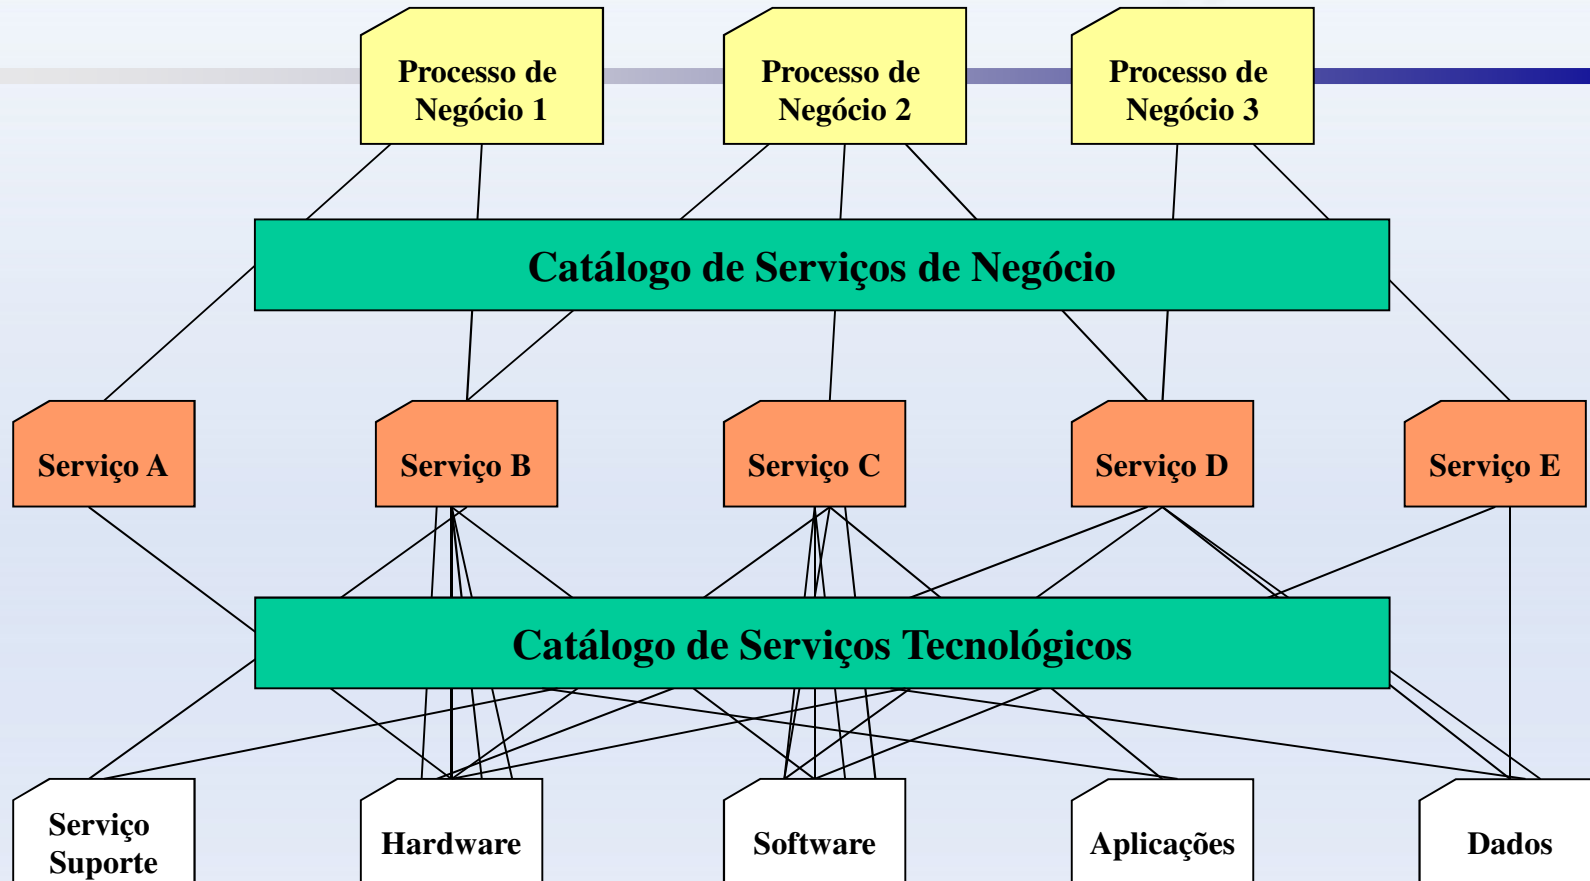 Processo de
Negócio 1
Processo de
Negócio 2
Processo de
Negócio 3
Catálogo de Serviços de Negócio
Serviço A
Serviço B
Serviço C
Serviço D
Serviço E
Catálogo de Serviços Tecnológicos
Serviço
Suporte
Hardware
Software
Aplicações
Dados